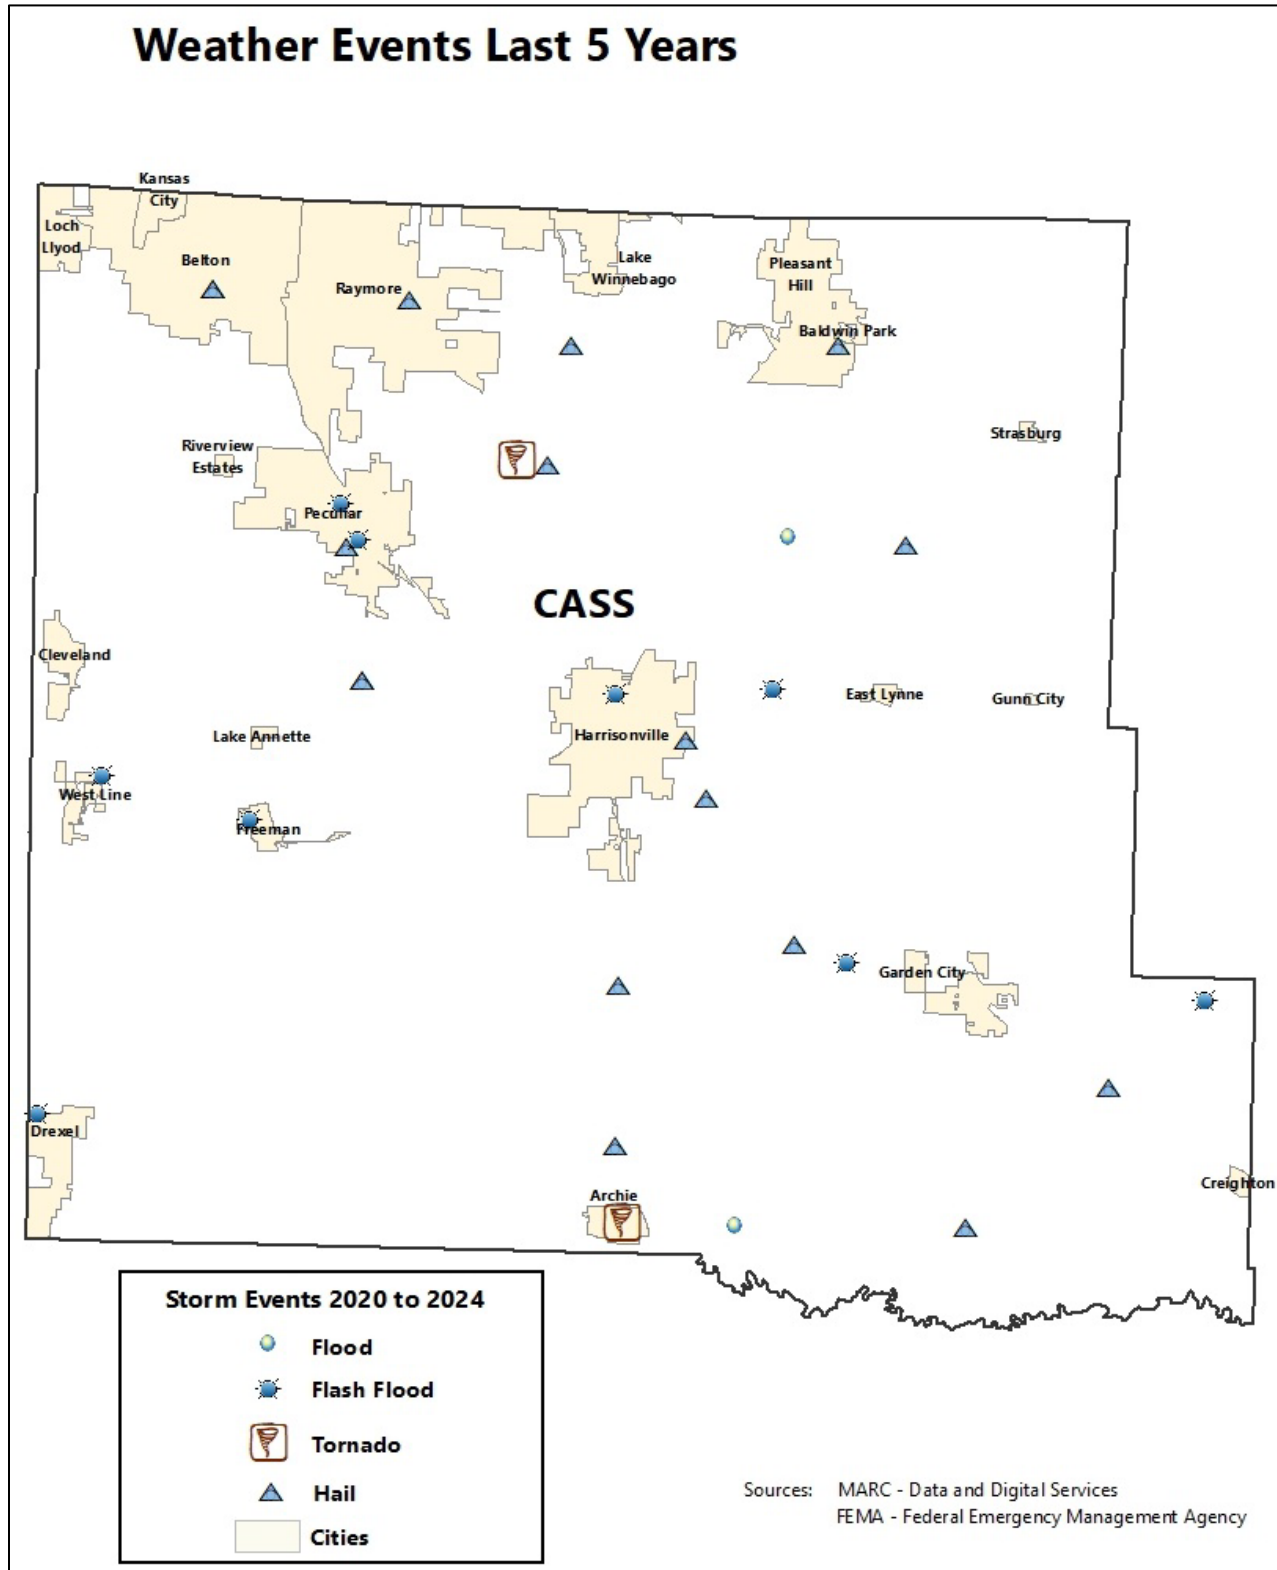 Weather Events Last 5 Years
Kansas
City
Loch
Llyod
Belton
Raymore
Lake
Winnebago
Pleasant
Hill
Baldwin Park
Strasburg
Riverview
Estates
Peculiar
CASS
Cleveland
East Lynne
Gunn City
Lake Annette
Harrisonville
West Line
Freeman
Garden City
Drexel
Creighton
Archie
Storm Events 2020 to 2024
Flood
Flash Flood
Tornado
Hail
Cities
Sources: MARC - Data and Digital Services
FEMA - Federal Emergency Management Agency